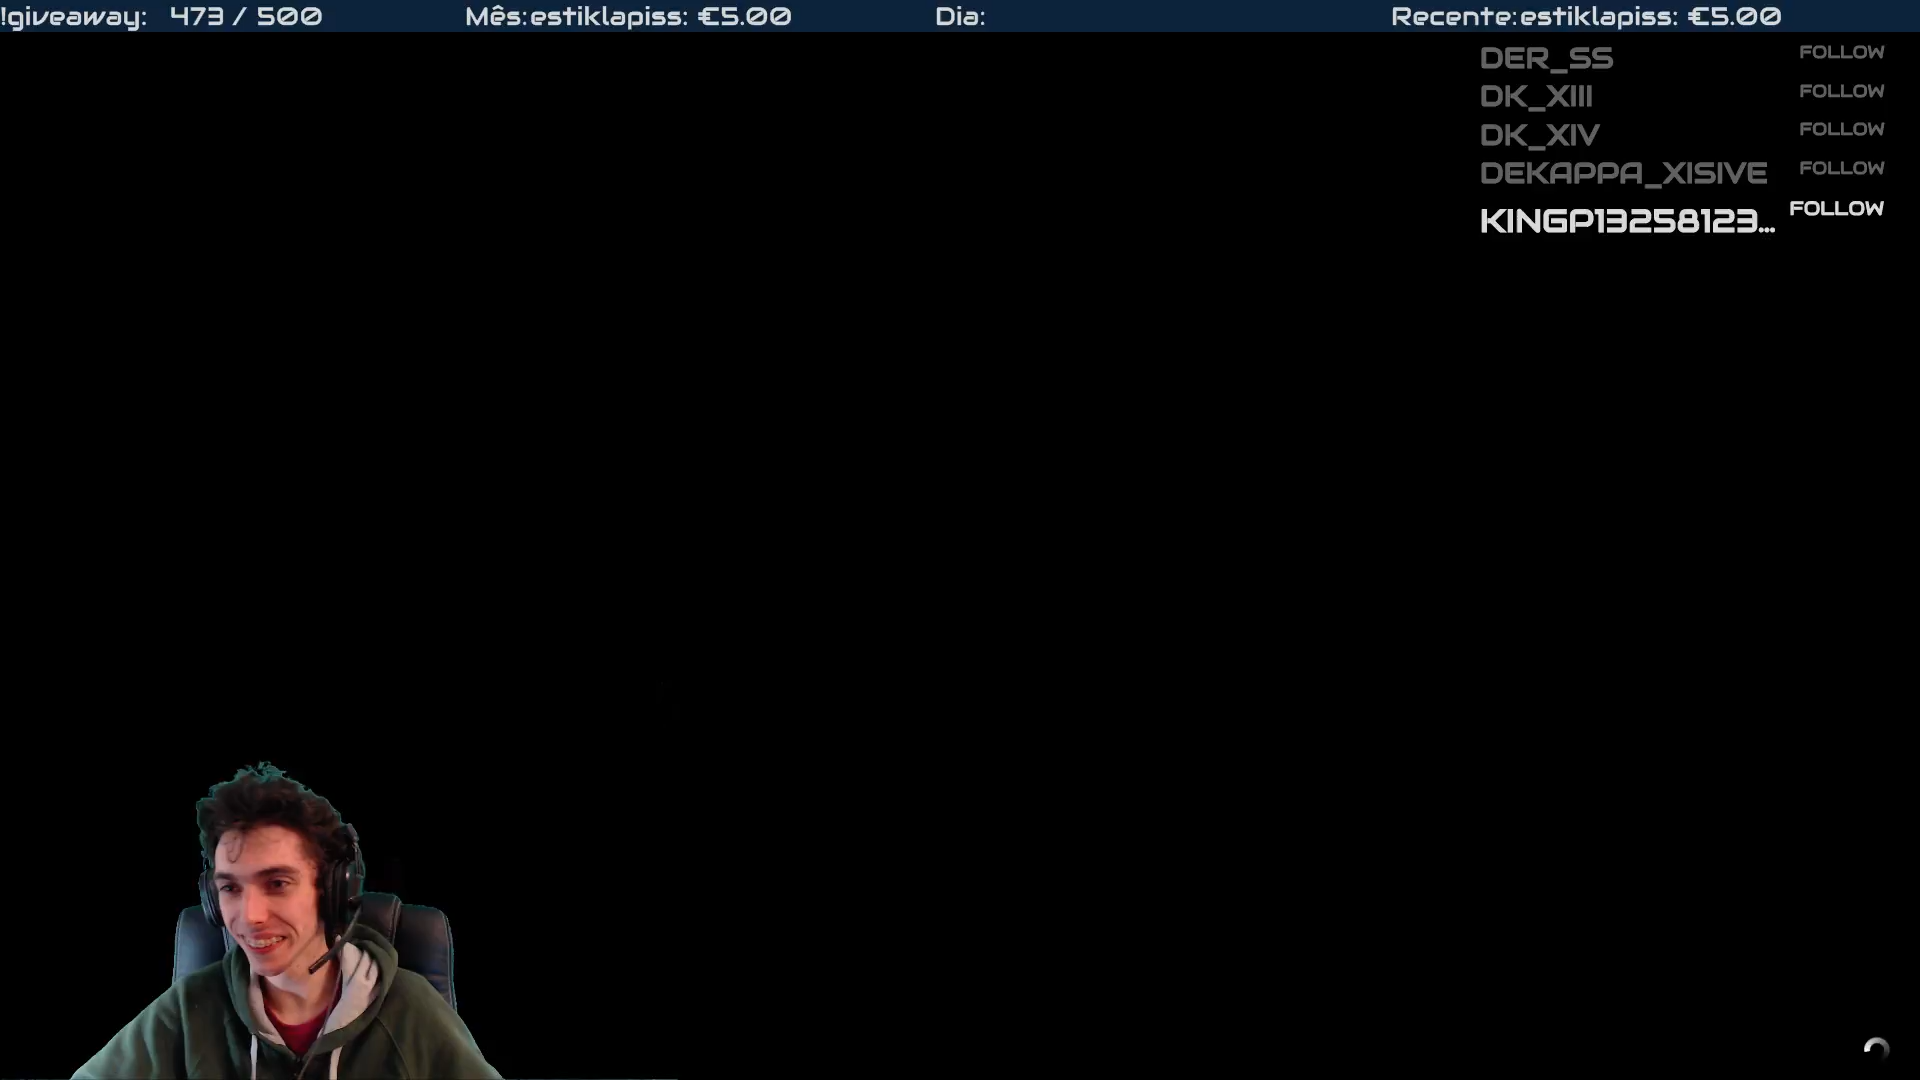 !giveaway: 473 / 500 Mês:estiklapiss: €5.00 Dia: Recente:estiklapiss: €5.00
DER_SS FOLLOW
DK_XIII FOLLOW
DK_XIV FOLLOW
DEKAPPA_XISIVE FOLLOW
KINGP13258123... FOLLOW